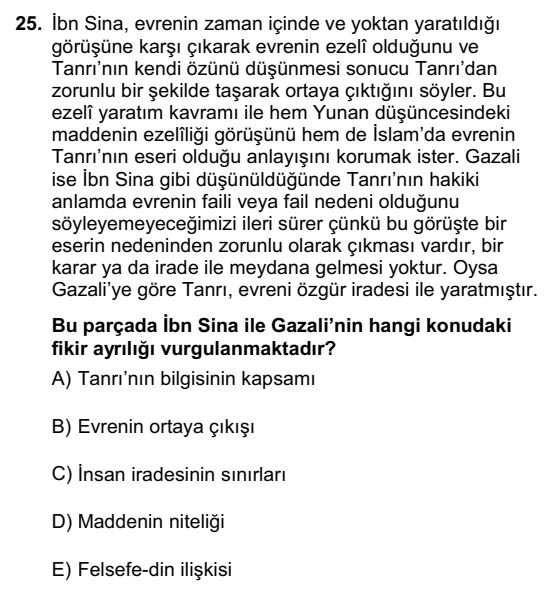 25. İbn Sina, evrenin zaman içinde ve yoktan yaratıldığı
görüşüne karşı çıkarak evrenin ezelî olduğunu ve
Tanrı’nın kendi özünü düşünmesi sonucu Tanrı’dan
zorunlu bir şekilde taşarak ortaya çıktığını söyler. Bu
ezelî yaratım kavramı ile hem Yunan düşüncesindeki
maddenin ezelîliği görüşünü hem de İslam’da evrenin
Tanrı’nın eseri olduğu anlayışını korumak ister. Gazali
ise İbn Sina gibi düşünüldüğünde Tanrı’nın hakiki
anlamda evrenin faili veya fail nedeni olduğunu
söyleyemeyeceğimizi ileri sürer çünkü bu görüşte bir
eserin nedeninden zorunlu olarak çıkması vardır, bir
karar ya da irade ile meydana gelmesi yoktur. Oysa
Gazali’ye göre Tanrı, evreni özgür iradesi ile yaratmıştır.
Bu parçada İbn Sina ile Gazali’nin hangi konudaki
fikir ayrılığı vurgulanmaktadır?
A) Tanrı’nın bilgisinin kapsamı
B) Evrenin ortaya çıkışı
C) İnsan iradesinin sınırları
D) Maddenin niteliği
E) Felsefe-din ilişkisi